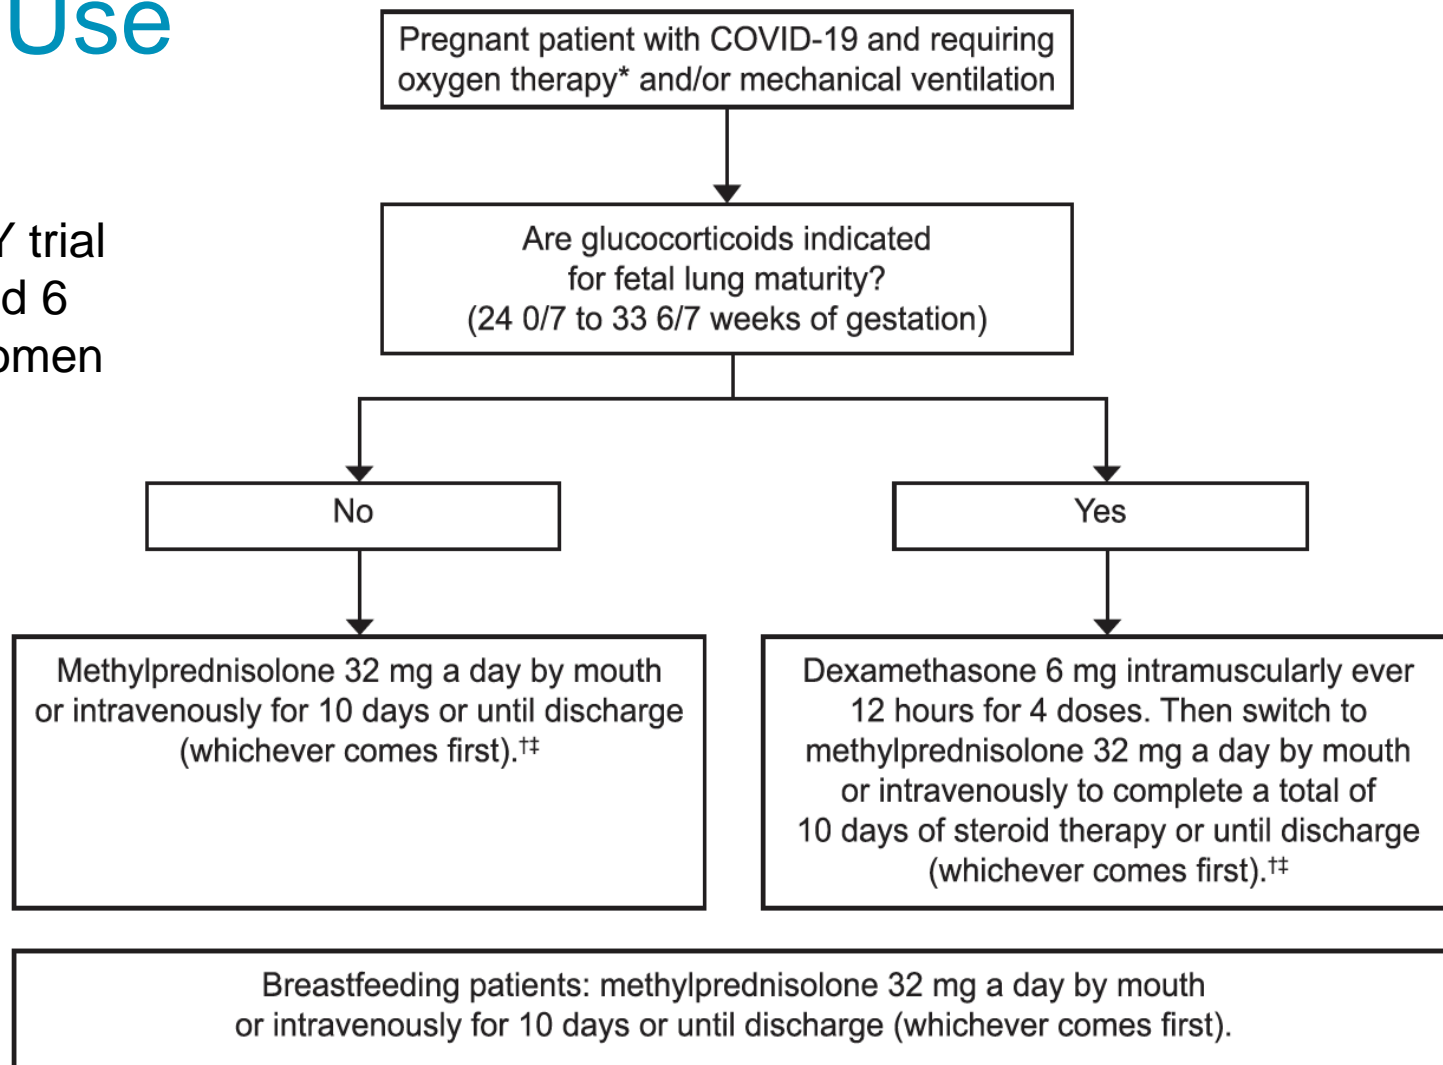 Use
Pregnant patient with COVID-19 and requiring
oxygen therapy* and/or mechanical ventilation
Y trial
d 6
omen
Are glucocorticoids indicated
for fetal lung maturity?
(24 0/7 to 33 6/7 weeks of gestation)
No
Yes
Methylprednisolone 32 mg a day by mouth
or intravenously for 10 days or until discharge
(whichever comes first).†‡
Dexamethasone 6 mg intramuscularly ever
12 hours for 4 doses. Then switch to
methylprednisolone 32 mg a day by mouth
or intravenously to complete a total of
10 days of steroid therapy or until discharge
(whichever comes first).†‡
Breastfeeding patients: methylprednisolone 32 mg a day by mouth
or intravenously for 10 days or until discharge (whichever comes first).